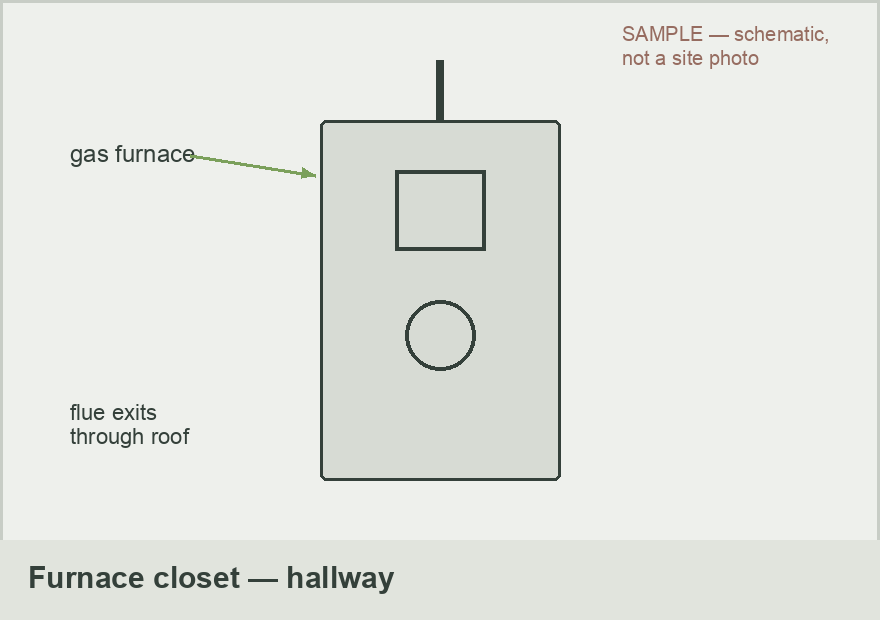 SAMPLE — schematic,
not a site photo
gas furnace
flue exits
through roof
Furnace closet — hallway